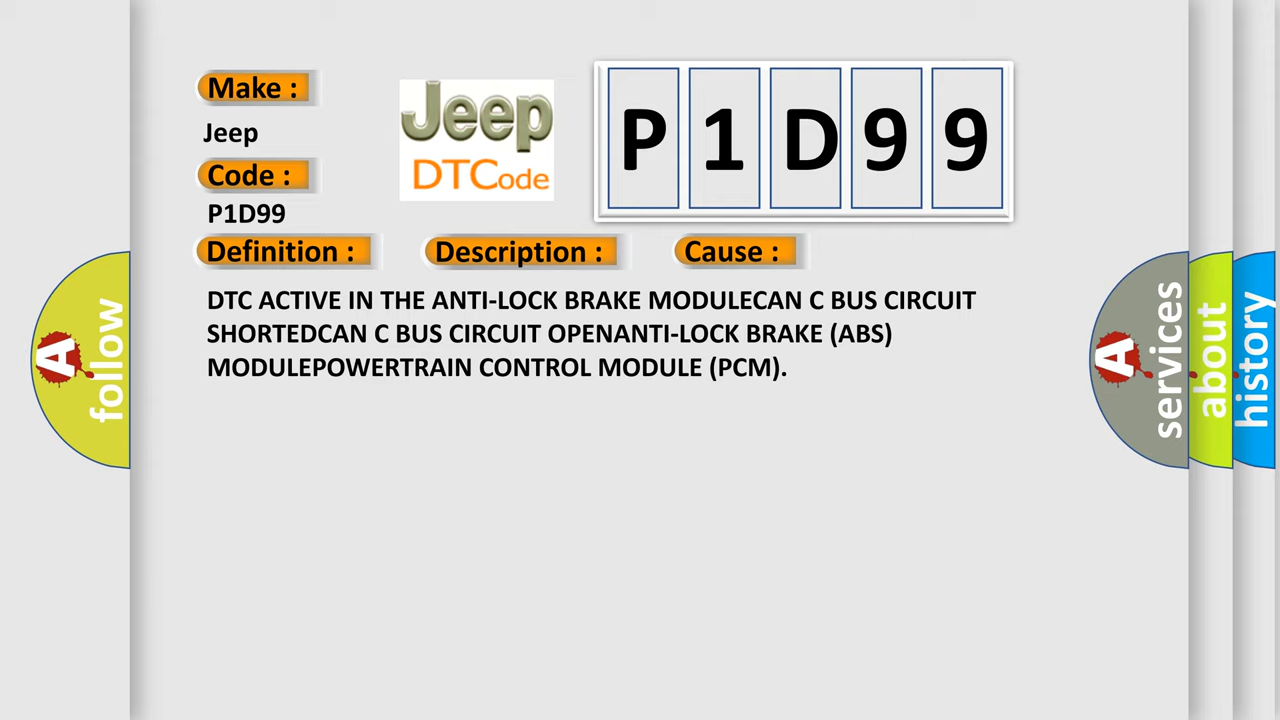 Make :
Jeep
Code :
P1D99
Jeep
DTCode
P 1 D 9 9
Definition :
Description :
Cause :
DTC ACTIVE IN THE ANTI-LOCK BRAKE MODULECAN C BUS CIRCUIT
SHORTEDCAN C BUS CIRCUIT OPENANTI-LOCK BRAKE (ABS)
MODULEPOWERTRAIN CONTROL MODULE (PCM).
A
follow
A
services
about
history